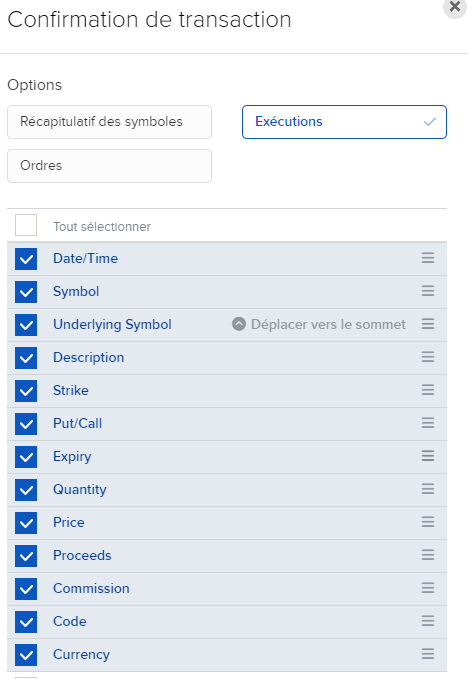 Confirmation de transaction
Options
Récapitulatif des symboles
Exécutions
Ordres
Tout sélectionner
Date/Time
Symbol
Underlying Symbol Déplacer vers le sommet
Description
Strike
Put/Call
Expiry
Quantity
Price
Proceeds
Commission
Code
Currency